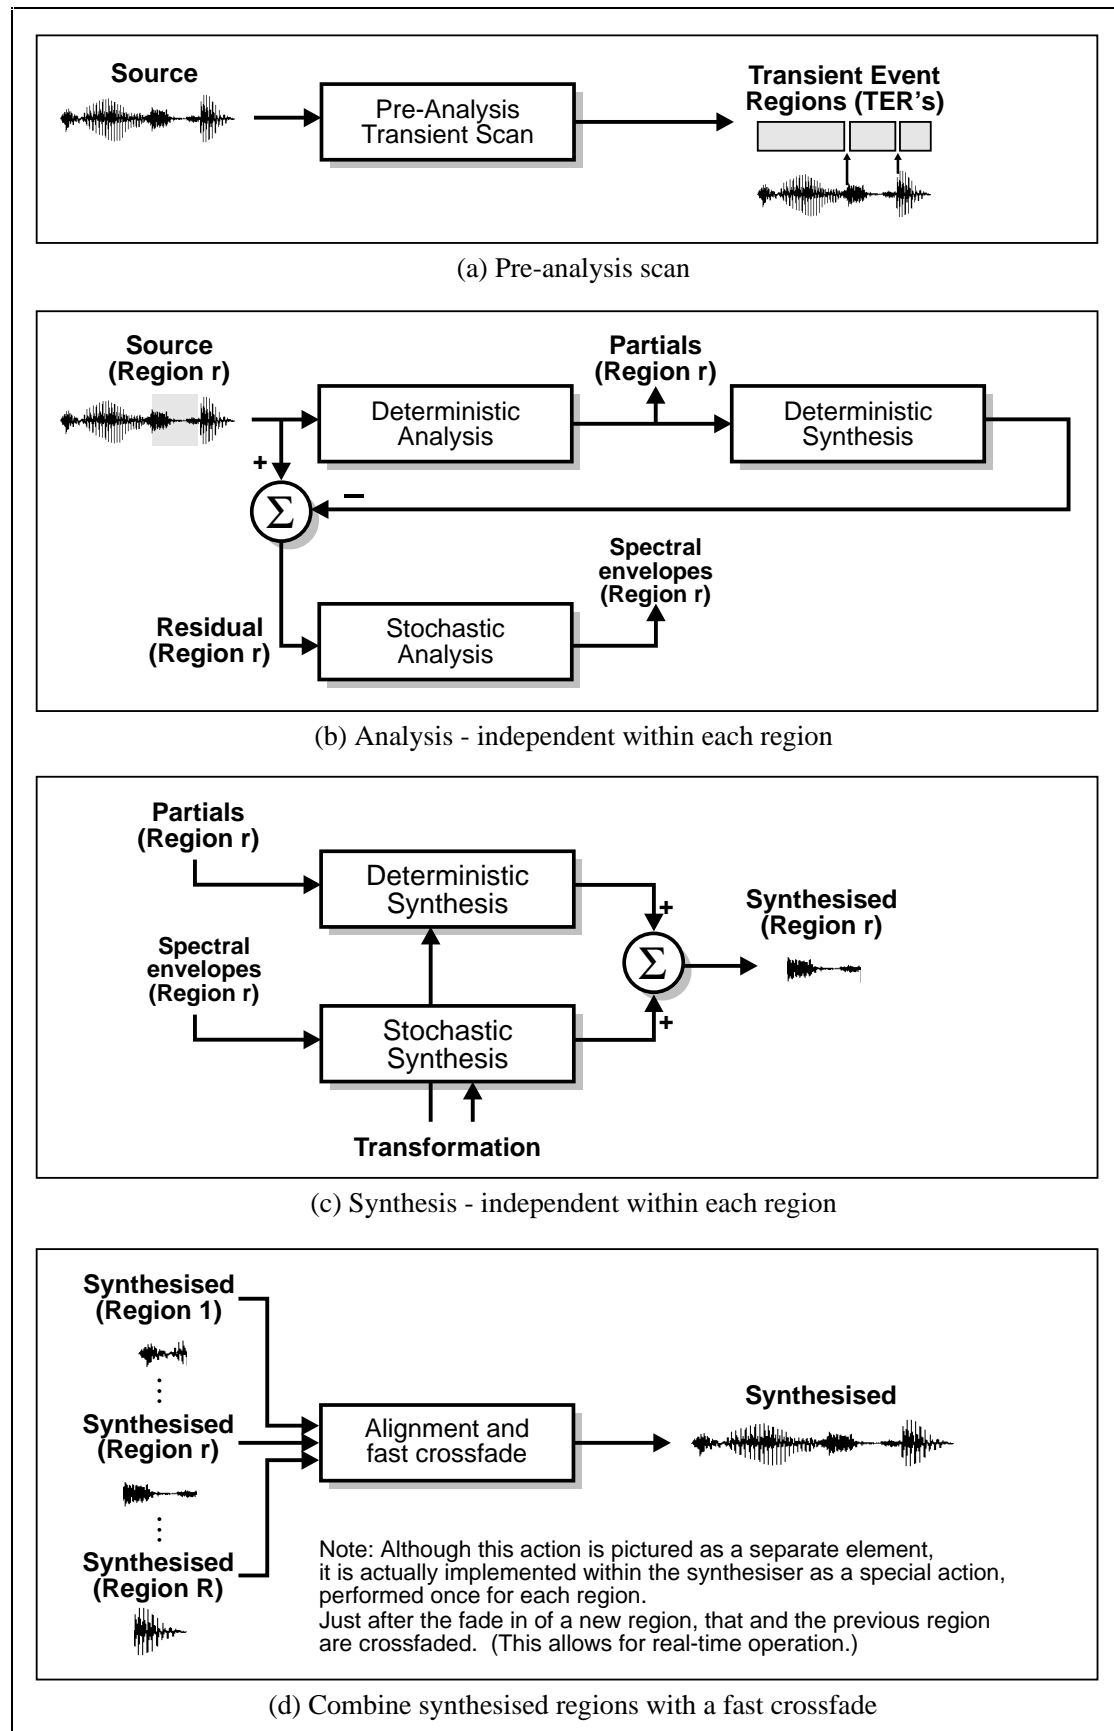 Source
Pre-Analysis
Transient Scan
Transient Event
Regions (TER's)
(a) Pre-analysis scan
Source
(Region r)
Deterministic
Analysis
Partials
(Region r)
Deterministic
Synthesis
+
−
Σ
Residual
(Region r)
Stochastic
Analysis
Spectral
envelopes
(Region r)
(b) Analysis - independent within each region
Partials
(Region r)
Deterministic
Synthesis
Spectral
envelopes
(Region r)
Stochastic
Synthesis
+
Σ
+
Synthesised
(Region r)
Transformation
(c) Synthesis - independent within each region
Synthesised
(Region 1)
Synthesised
(Region r)
Synthesised
(Region R)
Alignment and
fast crossfade
Synthesised
Note: Although this action is pictured as a separate element,
it is actually implemented within the synthesiser as a special action,
performed once for each region.
Just after the fade in of a new region, that and the previous region
are crossfaded.  (This allows for real-time operation.)
(d) Combine synthesised regions with a fast crossfade